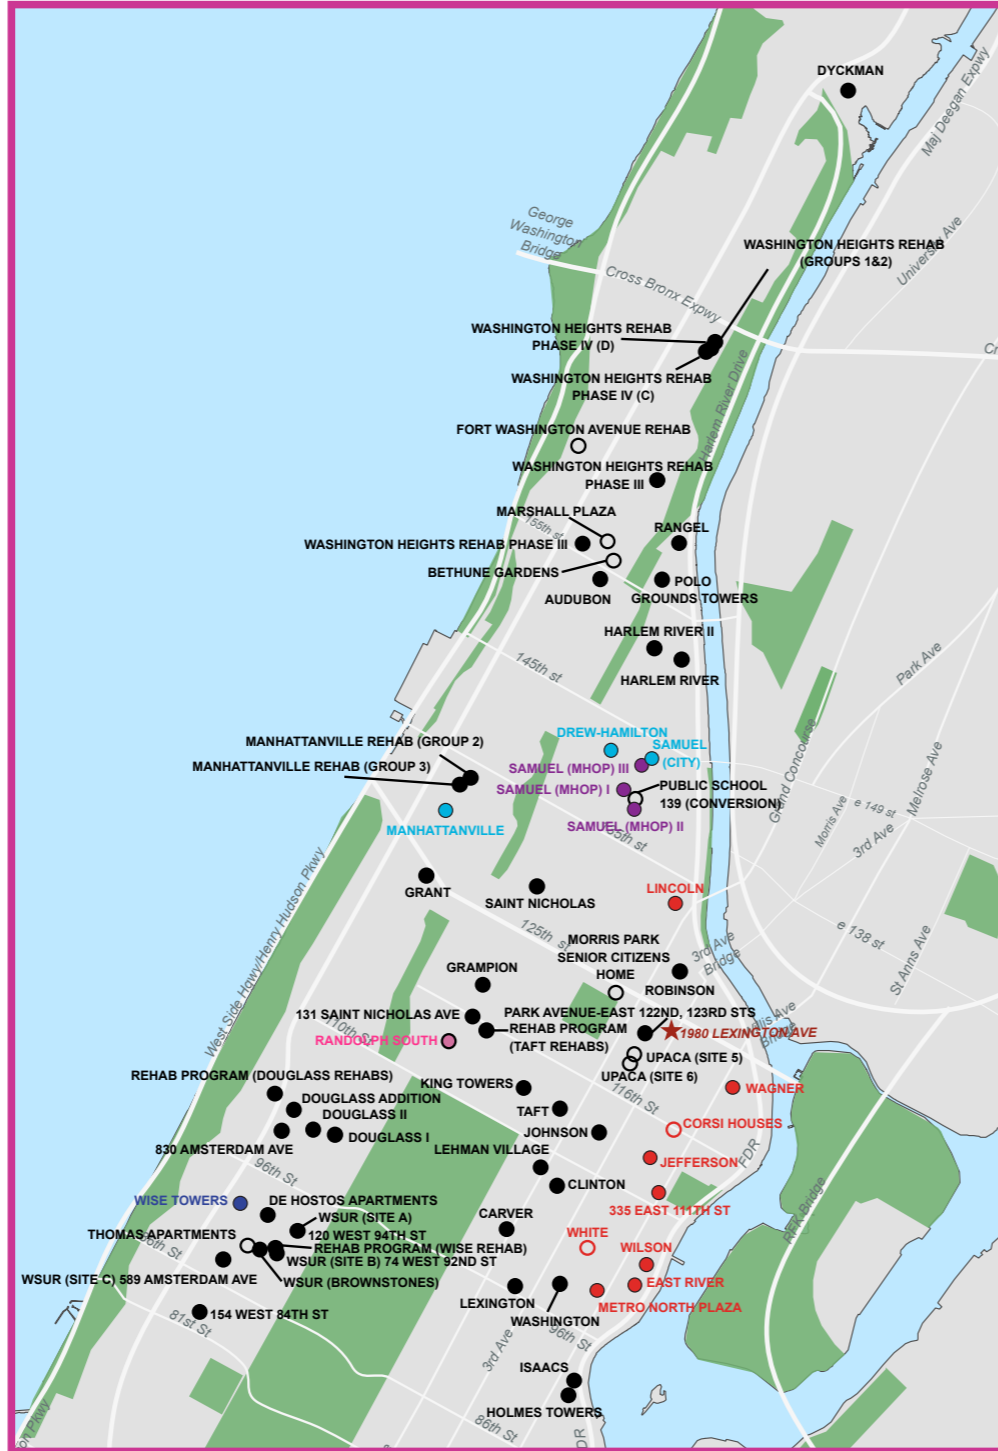 DYCKMAN
Maj Deegan Expwy
George
Washington
Bridge
University Ave
WASHINGTON HEIGHTS REHAB
(GROUPS 1&2)
Cross Bronx Expwy
WASHINGTON HEIGHTS REHAB
PHASE IV (D)
WASHINGTON HEIGHTS REHAB
PHASE IV (C)
Harlem River Drive
FORT WASHINGTON AVENUE REHAB
WASHINGTON HEIGHTS REHAB
PHASE III
MARSHALL PLAZA
155th st
RANGEL
WASHINGTON HEIGHTS REHAB PHASE III
BETHUNE GARDENS
AUDUBON
POLO
GROUNDS TOWERS
HARLEM RIVER II
HARLEM RIVER
145th st
Park Ave
DREW-HAMILTON
SAMUEL
(CITY)
MANHATTANVILLE REHAB (GROUP 2)
MANHATTANVILLE REHAB (GROUP 3)
SAMUEL (MHOP) III
SAMUEL (MHOP) I
PUBLIC SCHOOL
139 (CONVERSION)
SAMUEL (MHOP) II
MANHATTANVILLE
Grand Concourse
Melrose Ave
Morris Ave
e 149 st
3rd Ave
GRANT
SAINT NICHOLAS
LINCOLN
125th st
3rd Ave
Bridge
e 138 st
St Anns Ave
West Side Hgwy/Henry Hudson Pkwy
MORRIS PARK
SENIOR CITIZENS
HOME
GRAMPION
ROBINSON
131 SAINT NICHOLAS AVE
PARK AVENUE-EAST 122ND, 123RD STS
REHAB PROGRAM
(TAFT REHABS)
1980 LEXINGTON AVE
Bridge
110th St
RANDOLPH SOUTH
UPACA (SITE 5)
UPACA (SITE 6)
REHAB PROGRAM (DOUGLASS REHABS)
KING TOWERS
WAGNER
DOUGLASS ADDITION
DOUGLASS II
TAFT
116th St
CORSI HOUSES
DOUGLASS I
830 AMSTERDAM AVE
JOHNSON
LEHMAN VILLAGE
JEFFERSON
FDR
96th St
CLINTON
WISE TOWERS
DE HOSTOS APARTMENTS
335 EAST 111TH ST
RFK Bridge
WSUR (SITE A)
120 WEST 94TH ST
CARVER
THOMAS APARTMENTS
REHAB PROGRAM (WISE REHAB)
WHITE
WSUR (SITE B) 74 WEST 92ND ST
WILSON
WSUR (SITE C) 589 AMSTERDAM AVE
WSUR (BROWNSTONES)
EAST RIVER
LEXINGTON
METRO NORTH PLAZA
WASHINGTON
154 WEST 84TH ST
81st St
3rd Ave
96th St
ISAACS
HOLMES TOWERS
86th St